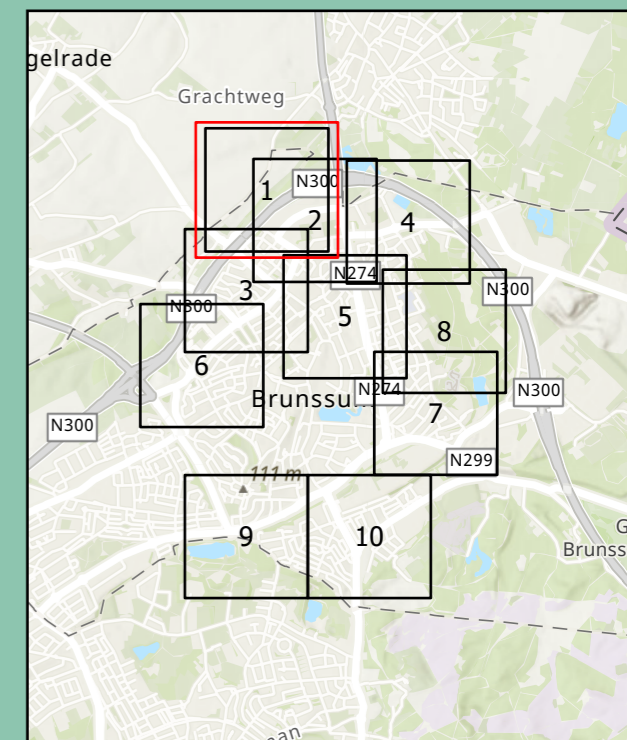 gelrade
Grachtweg
N300
1
2
4
N274
N300
3
N300
5
8
6
N274
N300
Brunssu
7
N300
N299
111 m
9
10
G
Brunss
an